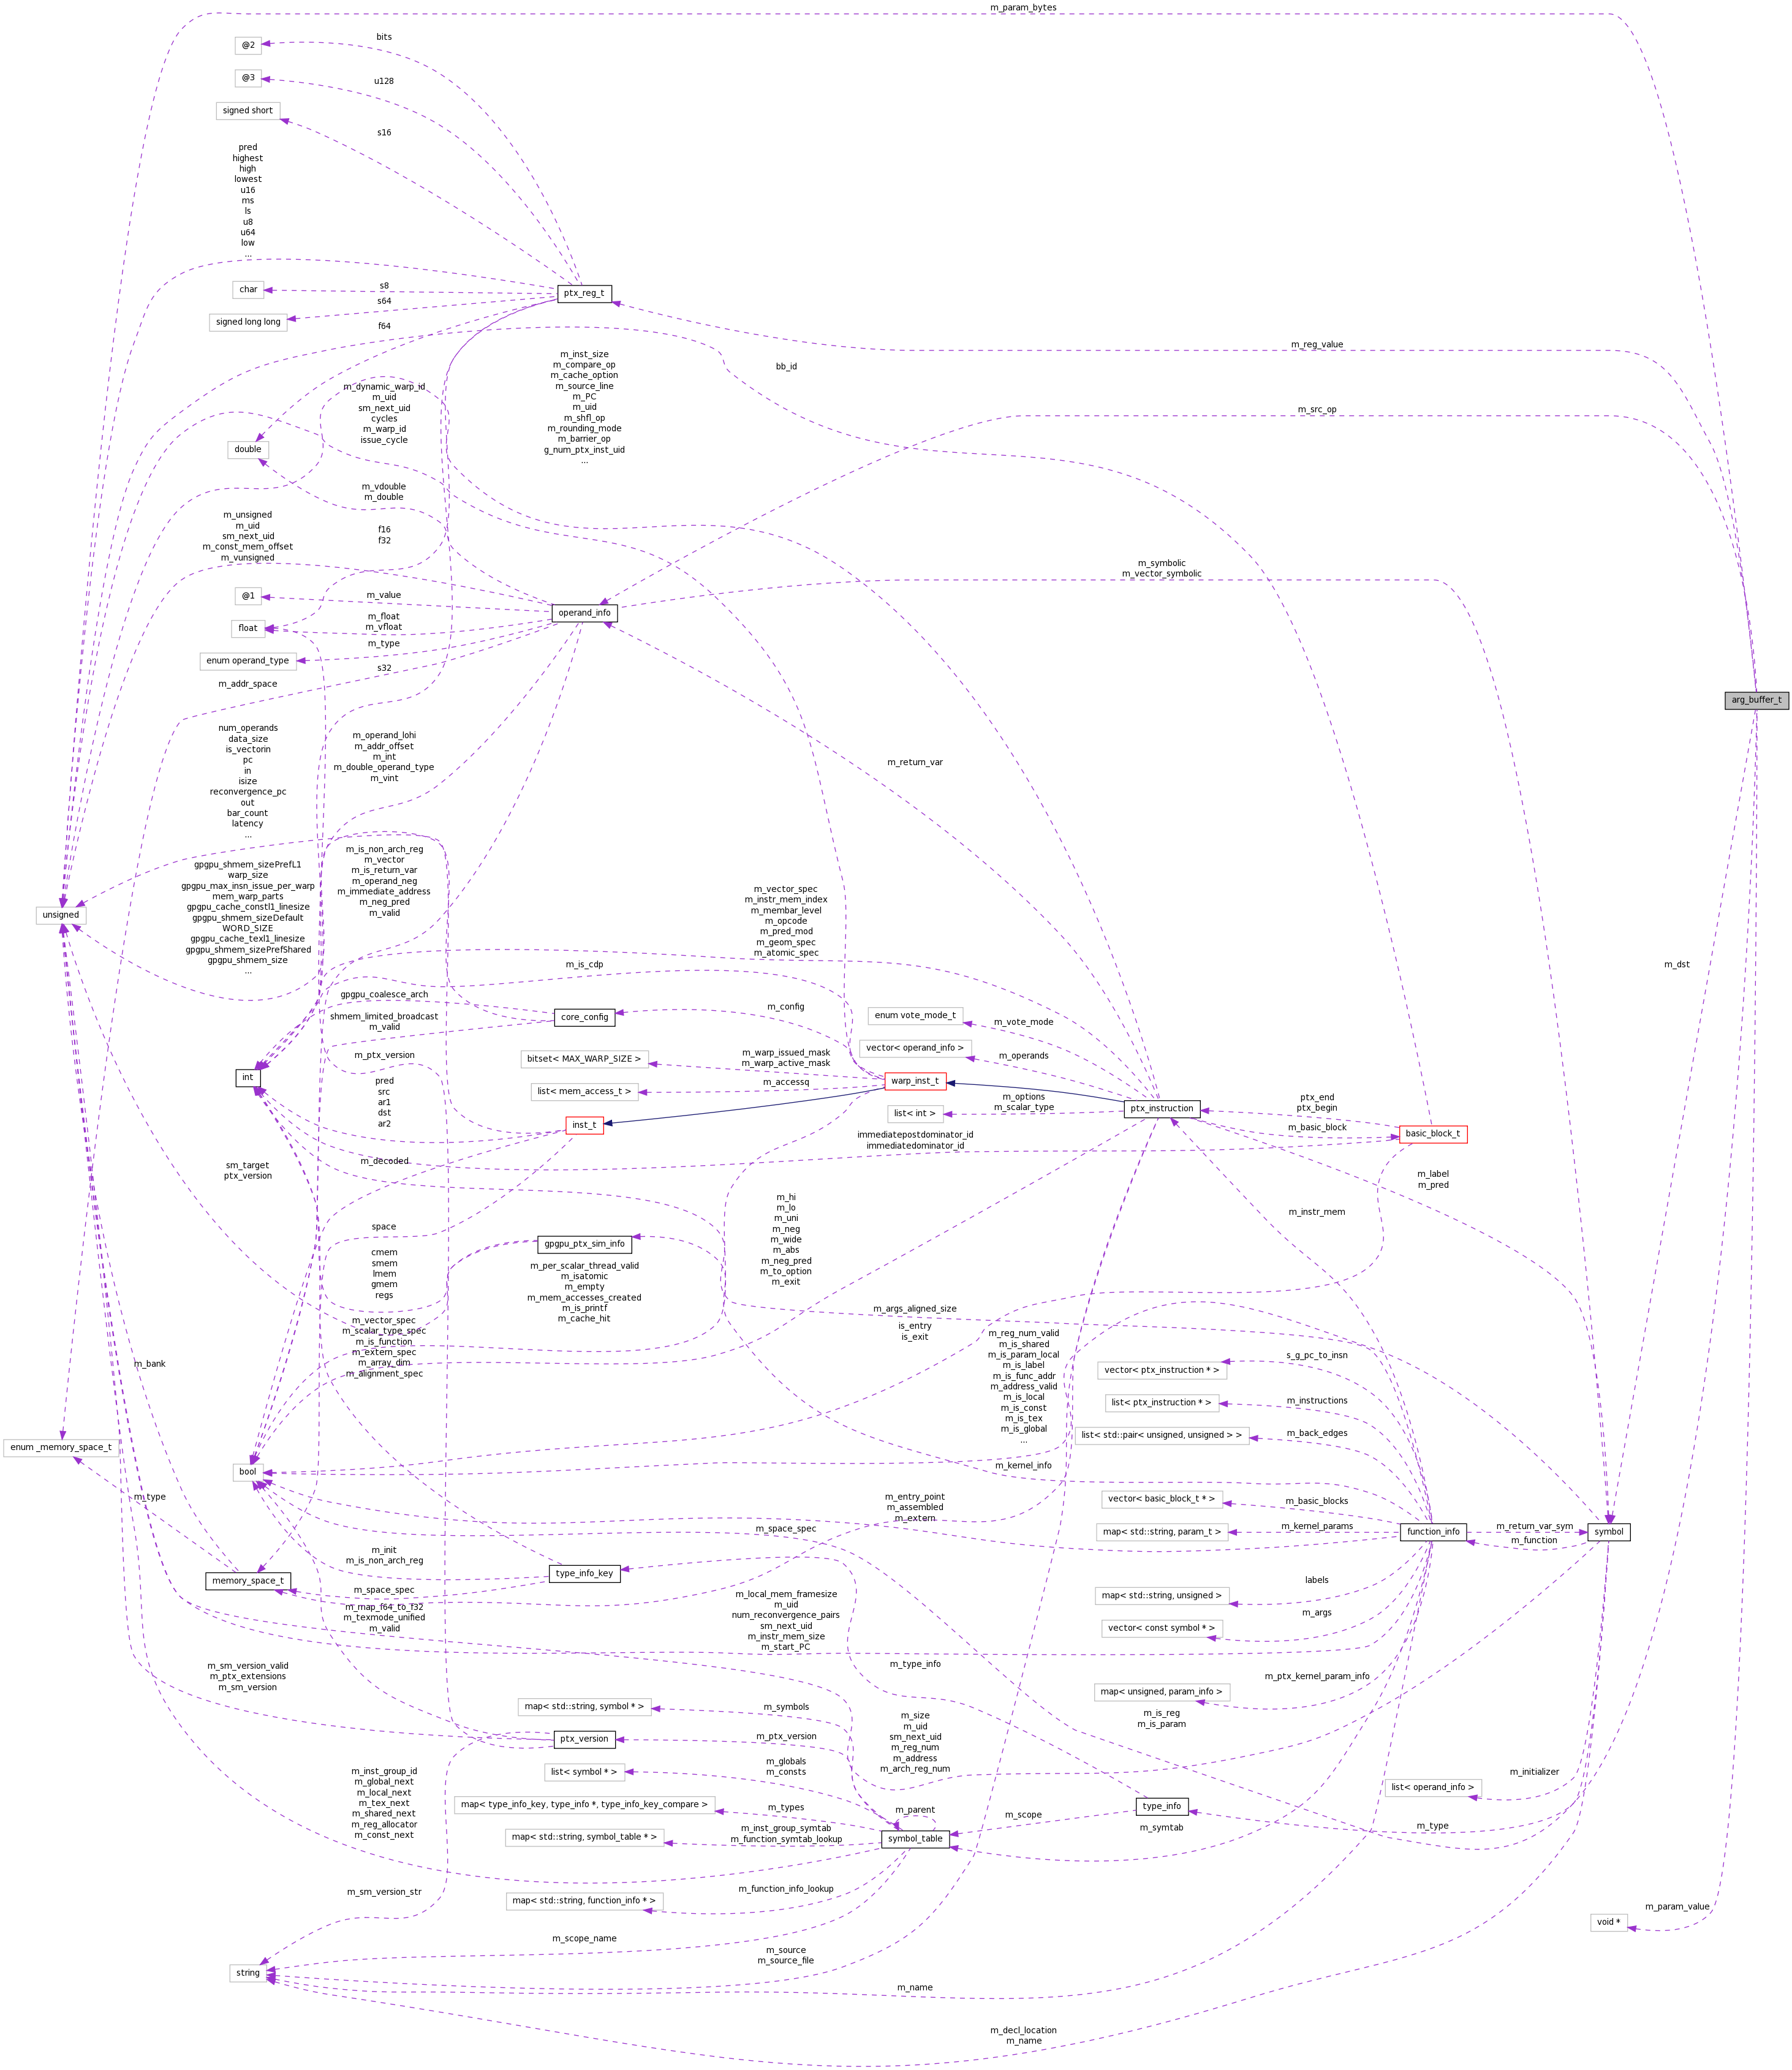 m_param_bytes
@2
bits
@3
u128
signed short
s16
pred
highest
high
lowest
u16
ms
ls
u8
u64
low
...
char
s8
ptx_reg_t
signed long long
s64
f64
m_reg_value
m_inst_size
m_compare_op
m_cache_option
m_source_line
m_PC
m_uid
m_shfl_op
m_rounding_mode
m_barrier_op
g_num_ptx_inst_uid
...
bb_id
m_dynamic_warp_id
m_uid
sm_next_uid
cycles
m_warp_id
issue_cycle
m_src_op
double
m_vdouble
m_double
m_unsigned
m_uid
sm_next_uid
m_const_mem_offset
m_vunsigned
f16
f32
m_symbolic
m_vector_symbolic
@1
m_value
operand_info
float
m_float
m_vfloat
enum operand_type
m_type
s32
m_addr_space
arg_buffer_t
num_operands
data_size
is_vectorin
pc
in
isize
reconvergence_pc
out
bar_count
latency
...
m_operand_lohi
m_addr_offset
m_int
m_double_operand_type
m_vint
m_return_var
m_dst
gpgpu_shmem_sizePrefL1
warp_size
gpgpu_max_insn_issue_per_warp
mem_warp_parts
gpgpu_cache_constl1_linesize
gpgpu_shmem_sizeDefault
WORD_SIZE
gpgpu_cache_texl1_linesize
gpgpu_shmem_sizePrefShared
gpgpu_shmem_size
...
m_is_non_arch_reg
m_vector
m_is_return_var
m_operand_neg
m_immediate_address
m_neg_pred
m_valid
unsigned
m_vector_spec
m_instr_mem_index
m_membar_level
m_opcode
m_pred_mod
m_geom_spec
m_atomic_spec
m_is_cdp
gpgpu_coalesce_arch
shmem_limited_broadcast
m_valid
core_config
m_config
enum vote_mode_t
m_vote_mode
vector< operand_info >
m_operands
m_ptx_version
bitset< MAX_WARP_SIZE >
m_warp_issued_mask
m_warp_active_mask
int
pred
src
ar1
dst
ar2
list< mem_access_t >
m_accessq
warp_inst_t
list< int >
m_options
m_scalar_type
ptx_instruction
ptx_end
ptx_begin
m_basic_block
basic_block_t
inst_t
immediatepostdominator_id
immediatedominator_id
m_decoded
sm_target
ptx_version
m_label
m_pred
m_instr_mem
space
gpgpu_ptx_sim_info
m_hi
m_lo
m_uni
m_neg
m_wide
m_abs
m_neg_pred
m_to_option
m_exit
cmem
smem
lmem
gmem
regs
m_per_scalar_thread_valid
m_isatomic
m_empty
m_mem_accesses_created
m_is_printf
m_cache_hit
m_args_aligned_size
is_entry
is_exit
m_vector_spec
m_scalar_type_spec
m_is_function
m_extern_spec
m_array_dim
m_alignment_spec
m_bank
m_reg_num_valid
m_is_shared
m_is_param_local
m_is_label
m_is_func_addr
m_address_valid
m_is_local
m_is_const
m_is_tex
m_is_global
...
vector< ptx_instruction * >
s_g_pc_to_insn
list< ptx_instruction * >
m_instructions
list< std::pair< unsigned, unsigned > >
m_back_edges
enum _memory_space_t
bool
m_kernel_info
m_type
m_entry_point
m_assembled
m_extern
vector< basic_block_t * >
m_basic_blocks
m_space_spec
map< std::string, param_t >
m_kernel_params
function_info
m_return_var_sym
m_function
symbol
m_init
m_is_non_arch_reg
type_info_key
memory_space_t
m_space_spec
map< std::string, unsigned >
labels
m_map_f64_to_f32
m_texmode_unified
m_valid
m_local_mem_framesize
m_uid
num_reconvergence_pairs
sm_next_uid
m_instr_mem_size
m_start_PC
vector< const symbol * >
m_args
m_sm_version_valid
m_ptx_extensions
m_sm_version
m_type_info
map< unsigned, param_info >
m_ptx_kernel_param_info
map< std::string, symbol * >
m_symbols
m_is_reg
m_is_param
ptx_version
m_ptx_version
m_size
m_uid
sm_next_uid
m_reg_num
m_address
m_arch_reg_num
list< symbol * >
m_globals
m_consts
m_inst_group_id
m_global_next
m_local_next
m_tex_next
m_shared_next
m_reg_allocator
m_const_next
list< operand_info >
m_initializer
map< type_info_key, type_info *, type_info_key_compare >
m_types
m_parent
m_scope
type_info
m_symtab
m_type
map< std::string, symbol_table * >
m_inst_group_symtab
m_function_symtab_lookup
symbol_table
m_sm_version_str
map< std::string, function_info * >
m_function_info_lookup
m_param_value
void *
m_scope_name
m_source
m_source_file
string
m_name
m_decl_location
m_name